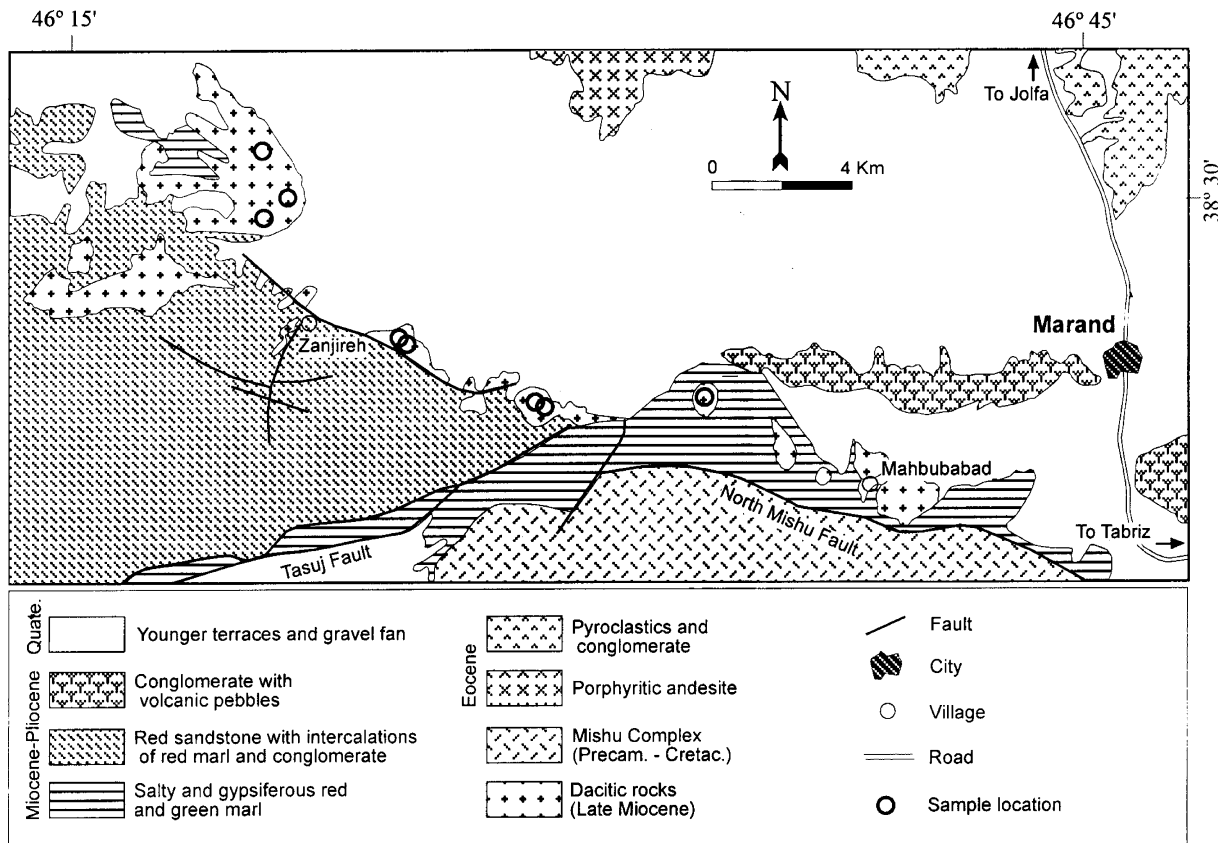 46° 15'
46° 45'
To Jolfa
N
0 4 Km
38° 30'
Marand
Zanjireh
Mahbubabad
North Mishu Fault
To Tabriz
Tasuj Fault
Quate.
Younger terraces and gravel fan
Miocene-Pliocene
Conglomerate with
volcanic pebbles
Red sandstone with intercalations
of red marl and conglomerate
Salty and gypsiferous red
and green marl
Eocene
Pyroclastics and
conglomerate
Porphyritic andesite
Mishu Complex
(Precam. - Cretac.)
Dacitic rocks
(Late Miocene)
Fault
City
Village
Road
Sample location